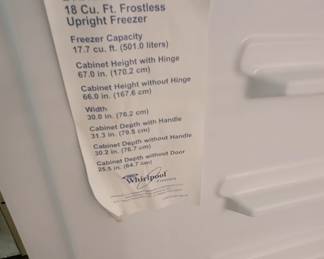 18 Cu. Ft. Frostless
Upright Freezer
Freezer Capacity
17.7 cu. ft. (501.0 liters)
Cabinet Height with Hinge
67.0 in. (170.2 cm)
Cabinet Height without Hinge
66.0 in. (167.6 cm)
Width
30.0 in. (76.2 cm)
Cabinet Depth with Handle
31.3 in. (79.5 cm)
Cabinet Depth without Handle
30.2 in. (76.7 cm)
Cabinet Depth without Door
25.5 in. (64.7 cm)
Whirlpool